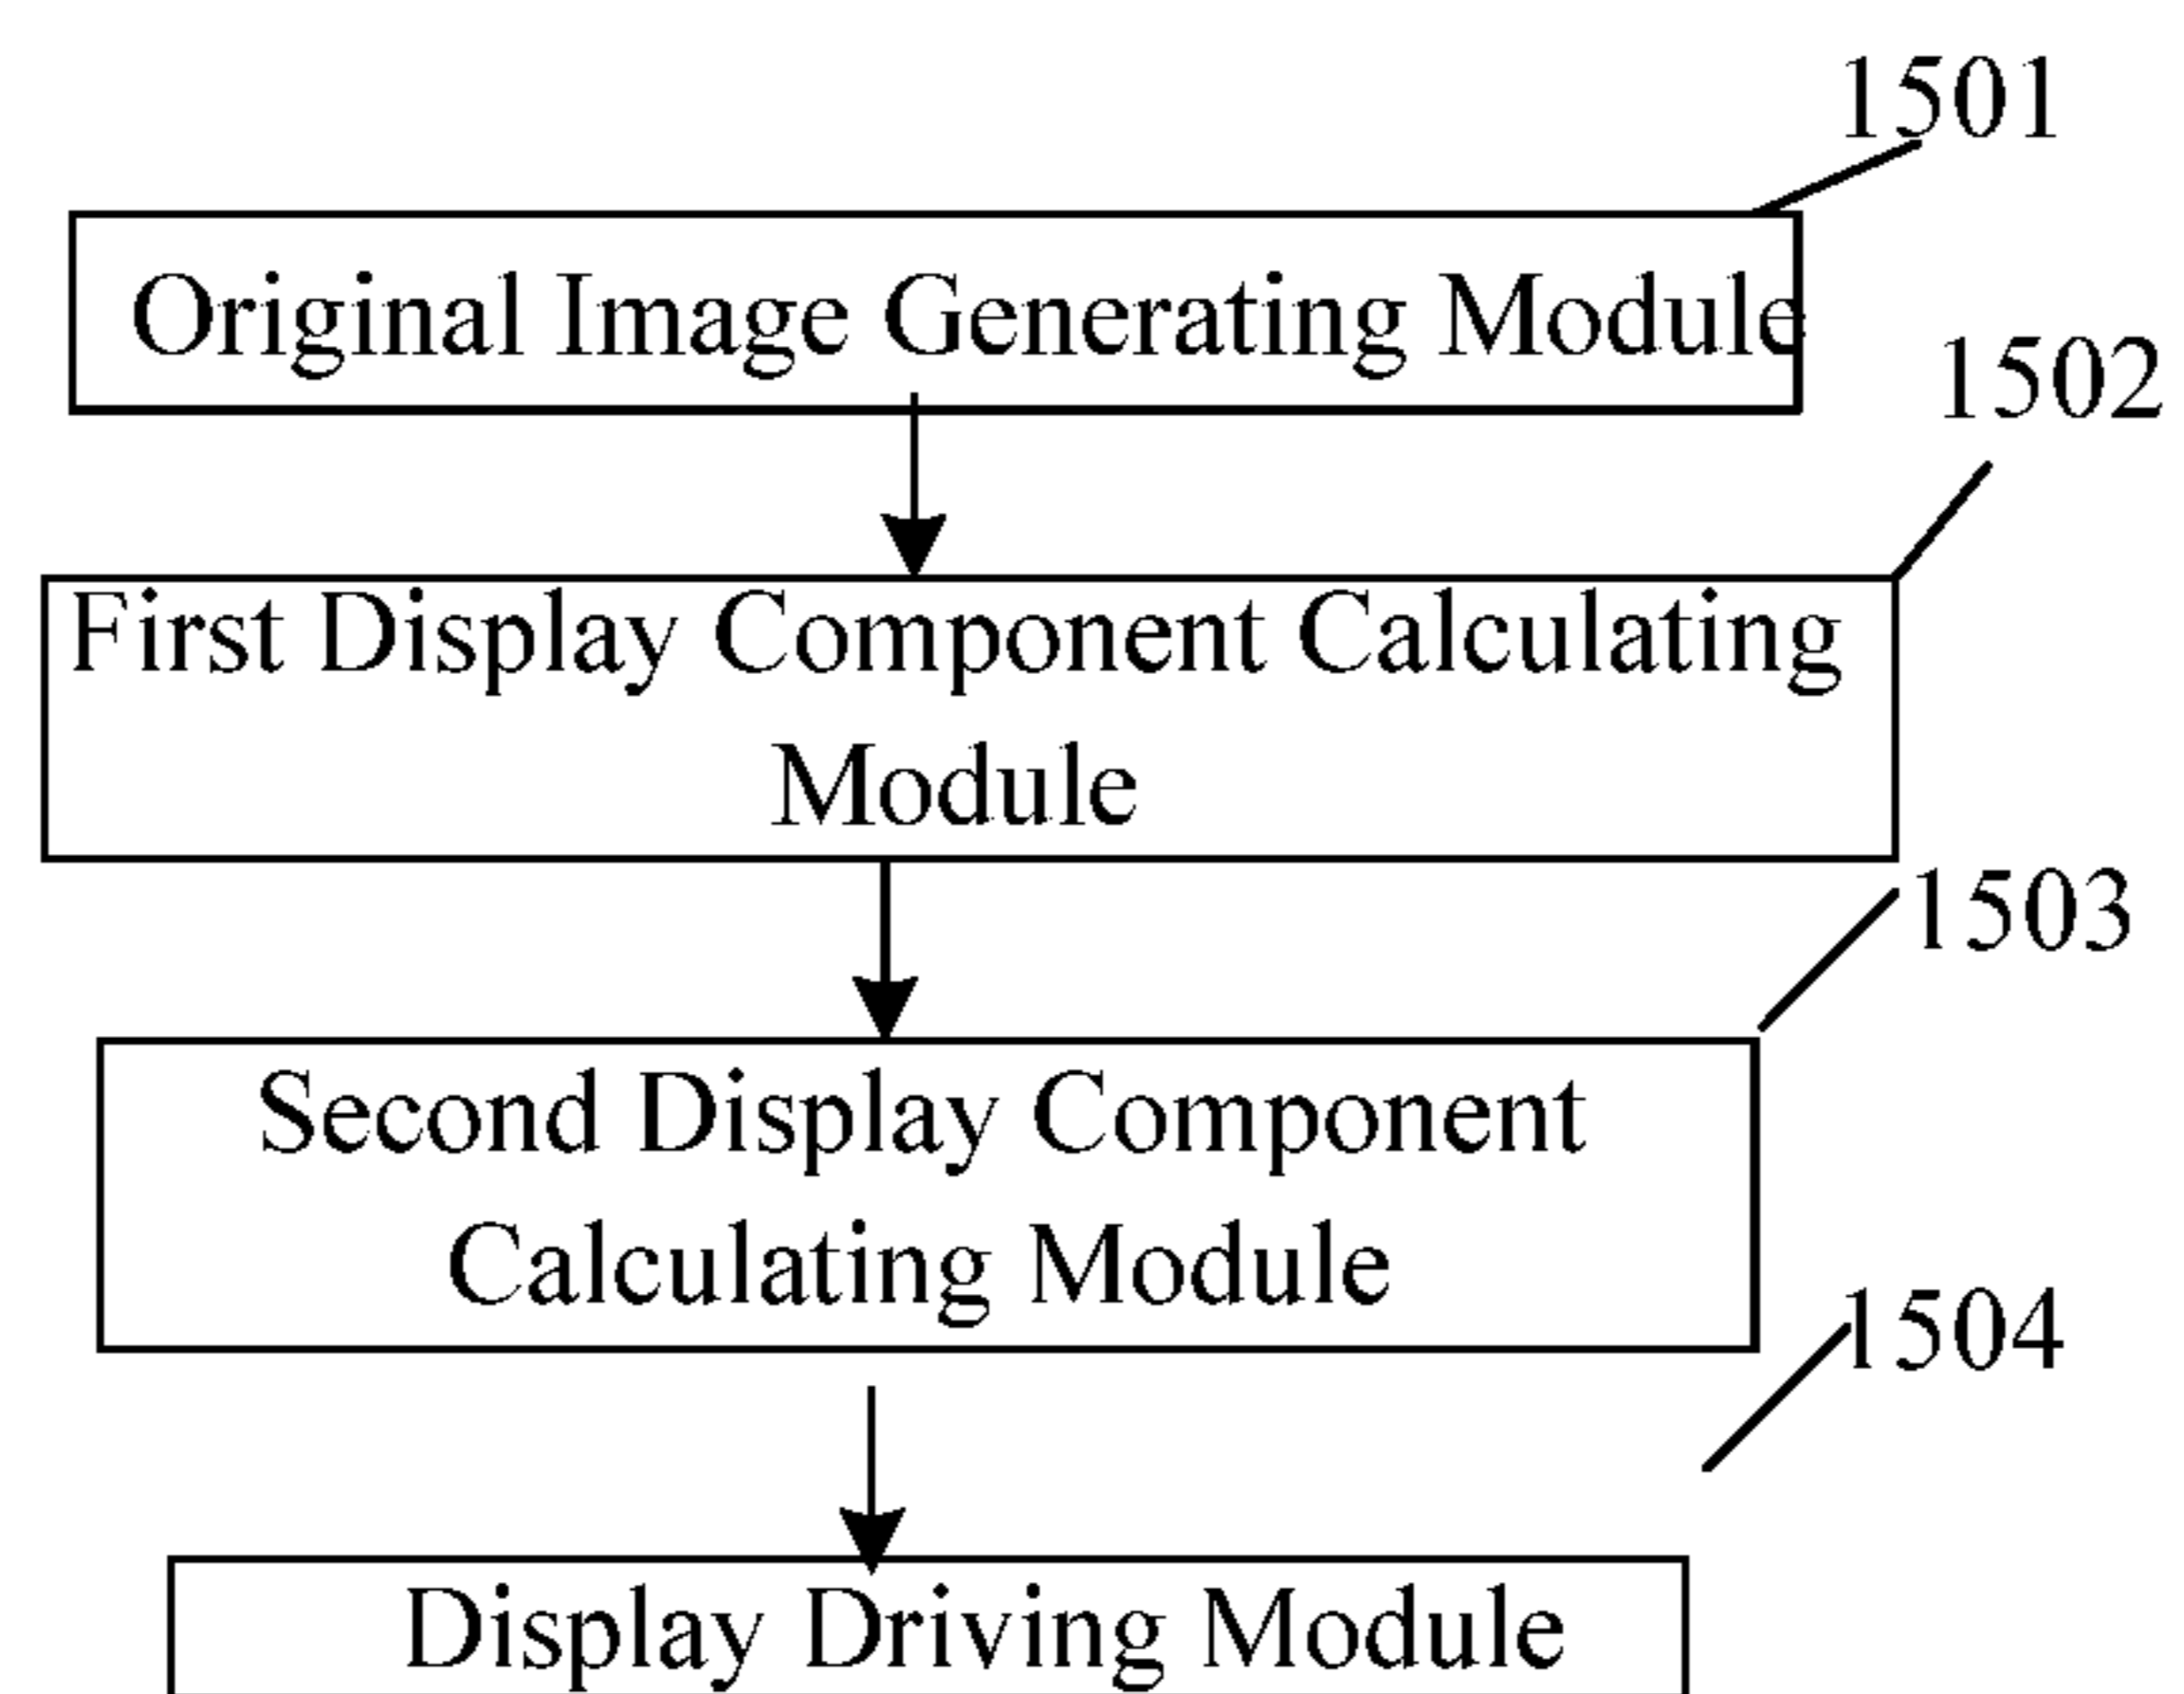 1501
Original Image Generating Module
1502
First Display Component Calculating
Module
1503
Second Display Component
Calculating Module
1504
Display Driving Module